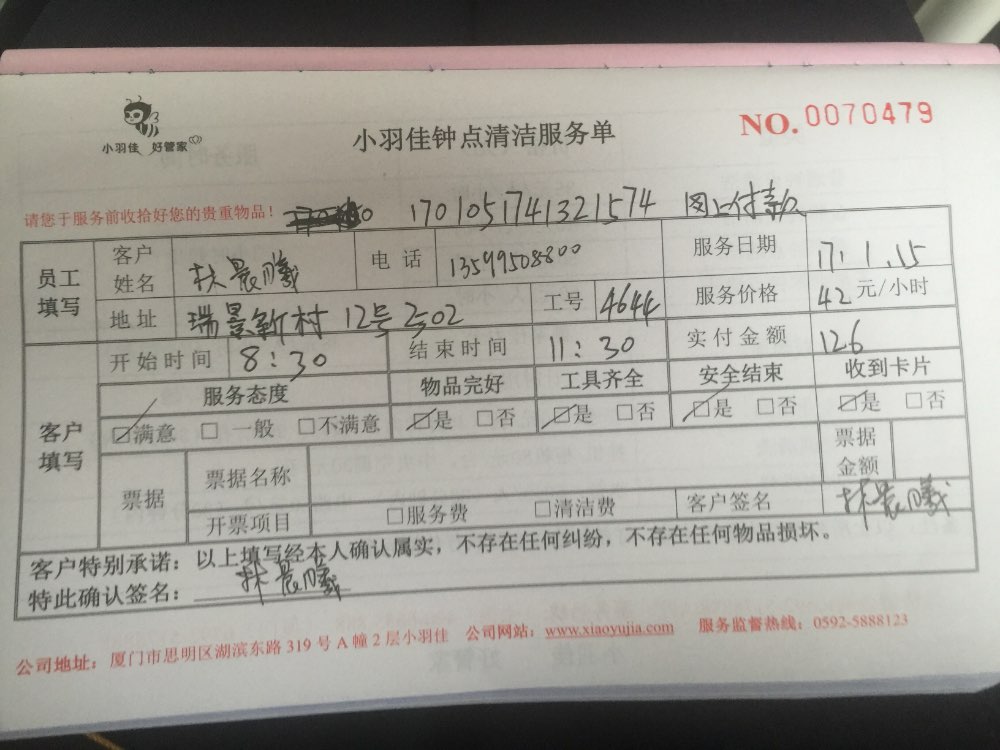 小羽佳 好管家
小羽佳钟点清洁服务单
NO. 0070479
请您于服务前收拾好您的贵重物品! 1701051741321574 网上付款
员工填写 客户姓名 林晨曦 电话 13599508800 服务日期 17.1.15
地址 瑞景新村 12号202 工号 4644 服务价格 42 元/小时
客户填写 开始时间 8:30 结束时间 11:30 实付金额 126
服务态度 物品完好 工具齐全 安全结束 收到卡片
☑满意 □一般 □不满意 ☑是 □否 ☑是 □否 ☑是 □否 ☑是 □否
票据 票据名称 票据金额
开票项目 □服务费 □清洁费 客户签名 林晨曦
客户特别承诺:以上填写经本人确认属实,不存在任何纠纷,不存在任何物品损坏。
特此确认签名: 林晨曦
公司地址:厦门市思明区湖滨东路 319 号 A 幢 2 层小羽佳 公司网站:www.xiaoyujia.com 服务监督热线:0592-5888123